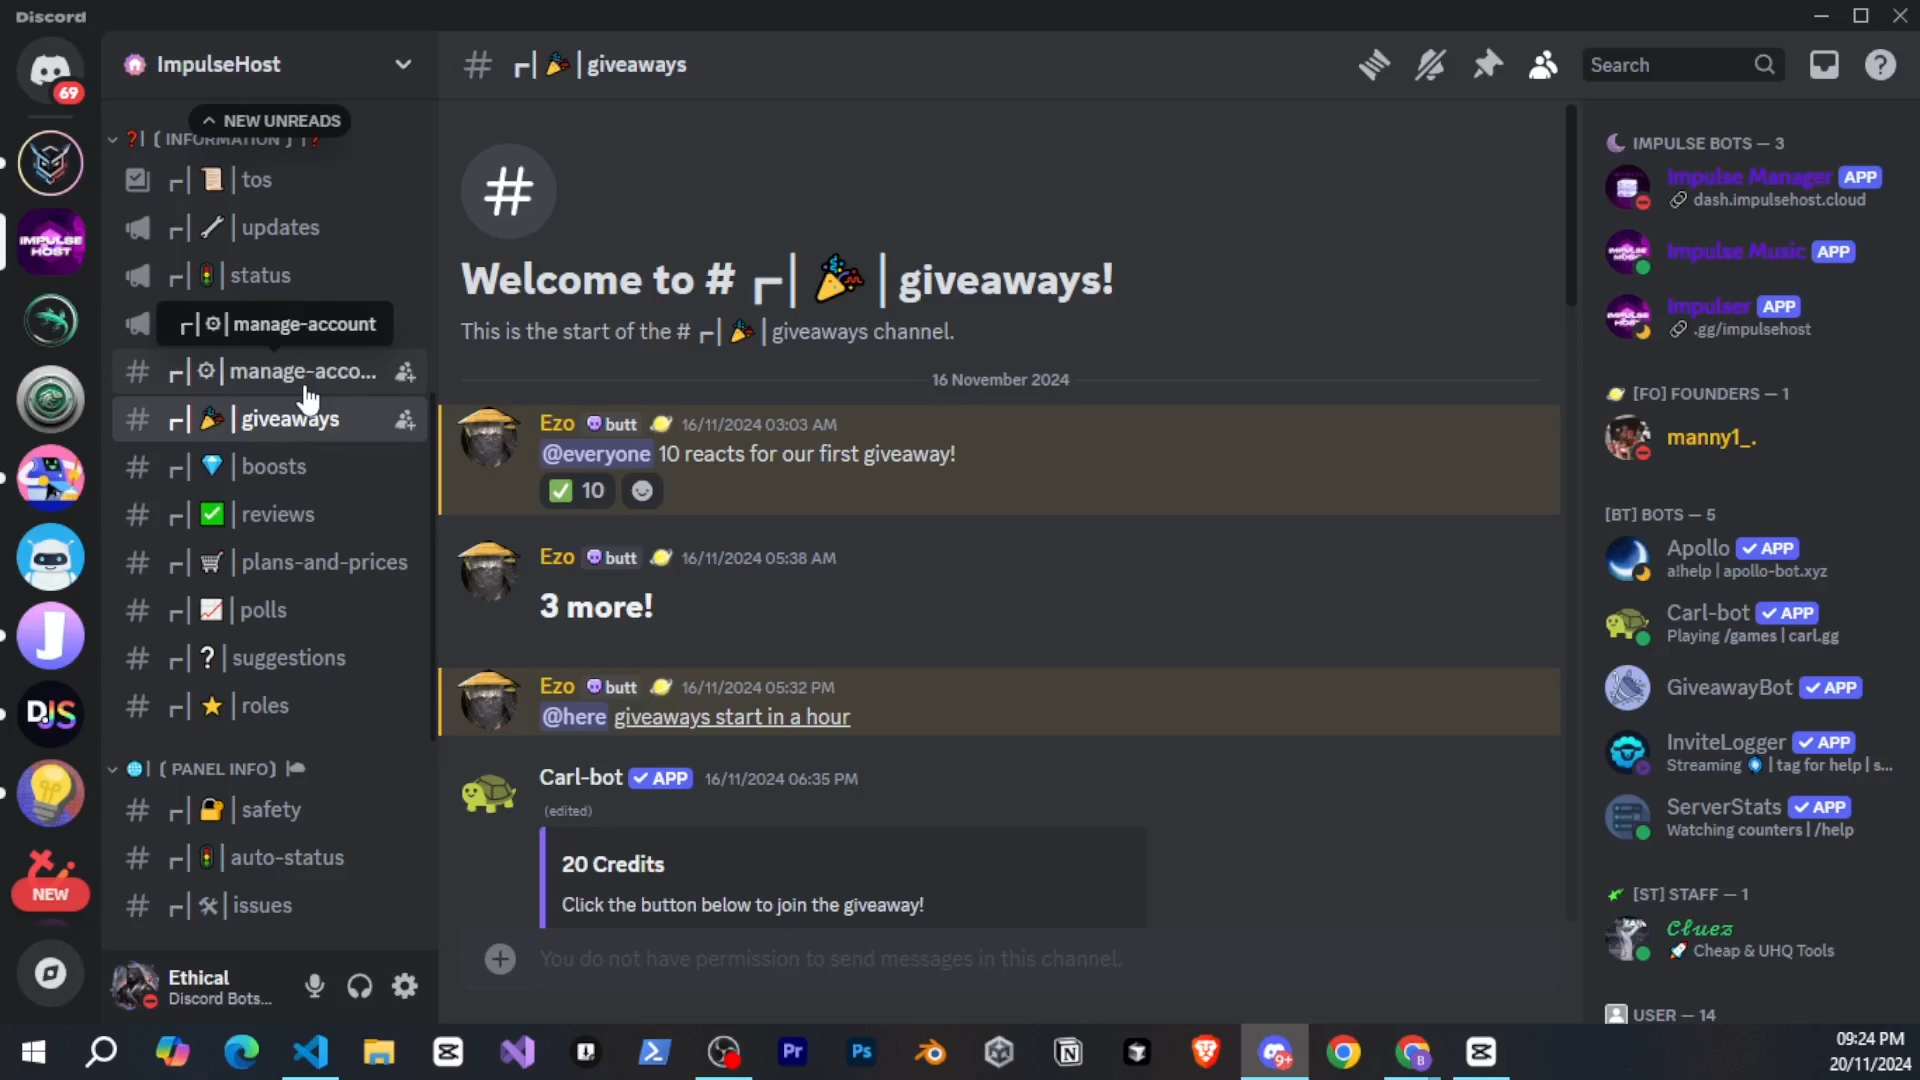 Discord
69
IMPULSE HOST
J
DJS
NEW
ImpulseHost
NEW UNREADS
[ INFORMATION ]
tos
updates
status
manage-account
manage-acco...
giveaways
boosts
reviews
plans-and-prices
polls
suggestions
roles
[ PANEL INFO]
safety
auto-status
issues
Ethical
Discord Bots...
# ┌| 🎉 | giveaways
Search
Welcome to # ┌| 🎉 | giveaways!
This is the start of the # ┌| 🎉 | giveaways channel.
16 November 2024
Ezo butt 16/11/2024 03:03 AM
@everyone 10 reacts for our first giveaway!
10
Ezo butt 16/11/2024 05:38 AM
3 more!
Ezo butt 16/11/2024 05:32 PM
@here giveaways start in a hour
Carl-bot APP 16/11/2024 06:35 PM
(edited)
20 Credits
Click the button below to join the giveaway!
You do not have permission to send messages in this channel.
IMPULSE BOTS — 3
Impulse Manager APP
dash.impulsehost.cloud
Impulse Music APP
Impulser APP
.gg/impulsehost
[FO] FOUNDERS — 1
manny1_.
[BT] BOTS — 5
Apollo APP
a!help | apollo-bot.xyz
Carl-bot APP
Playing /games | carl.gg
GiveawayBot APP
InviteLogger APP
Streaming | tag for help | s...
ServerStats APP
Watching counters | /help
[ST] STAFF — 1
Cluez
Cheap & UHQ Tools
USER — 14
Pr
Ps
9+
B
09:24 PM
20/11/2024